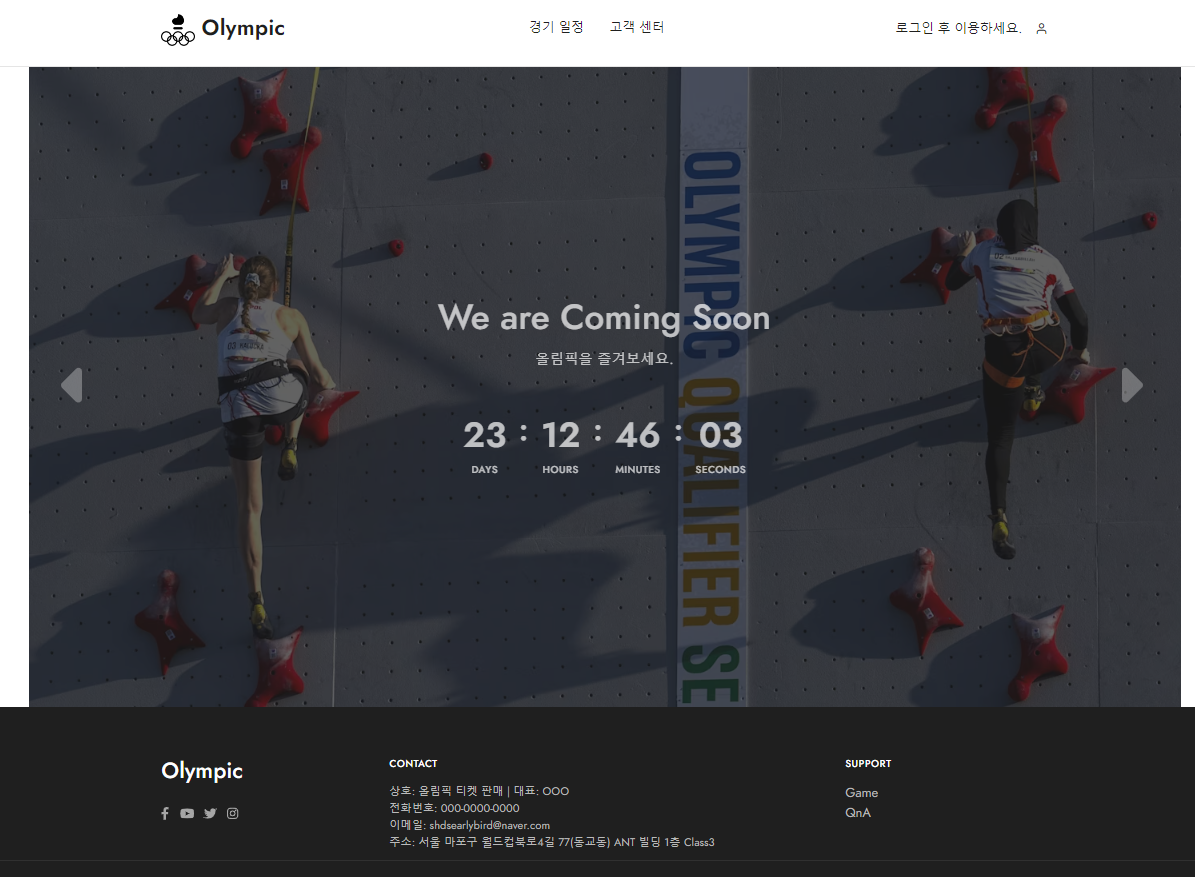 Olympic
경기 일정 고객 센터
로그인 후 이용하세요.
OLYMPIC QUALIFIER SE
We are Coming Soon
올림픽을 즐겨보세요.
23 : 12 : 46 : 03
DAYS HOURS MINUTES SECONDS
Olympic
CONTACT
상호: 올림픽 티켓 판매 | 대표: OOO
전화번호: 000-0000-0000
이메일: shdsearlybird@naver.com
주소: 서울 마포구 월드컵북로4길 77(동교동) ANT 빌딩 1층 Class3
SUPPORT
Game
QnA